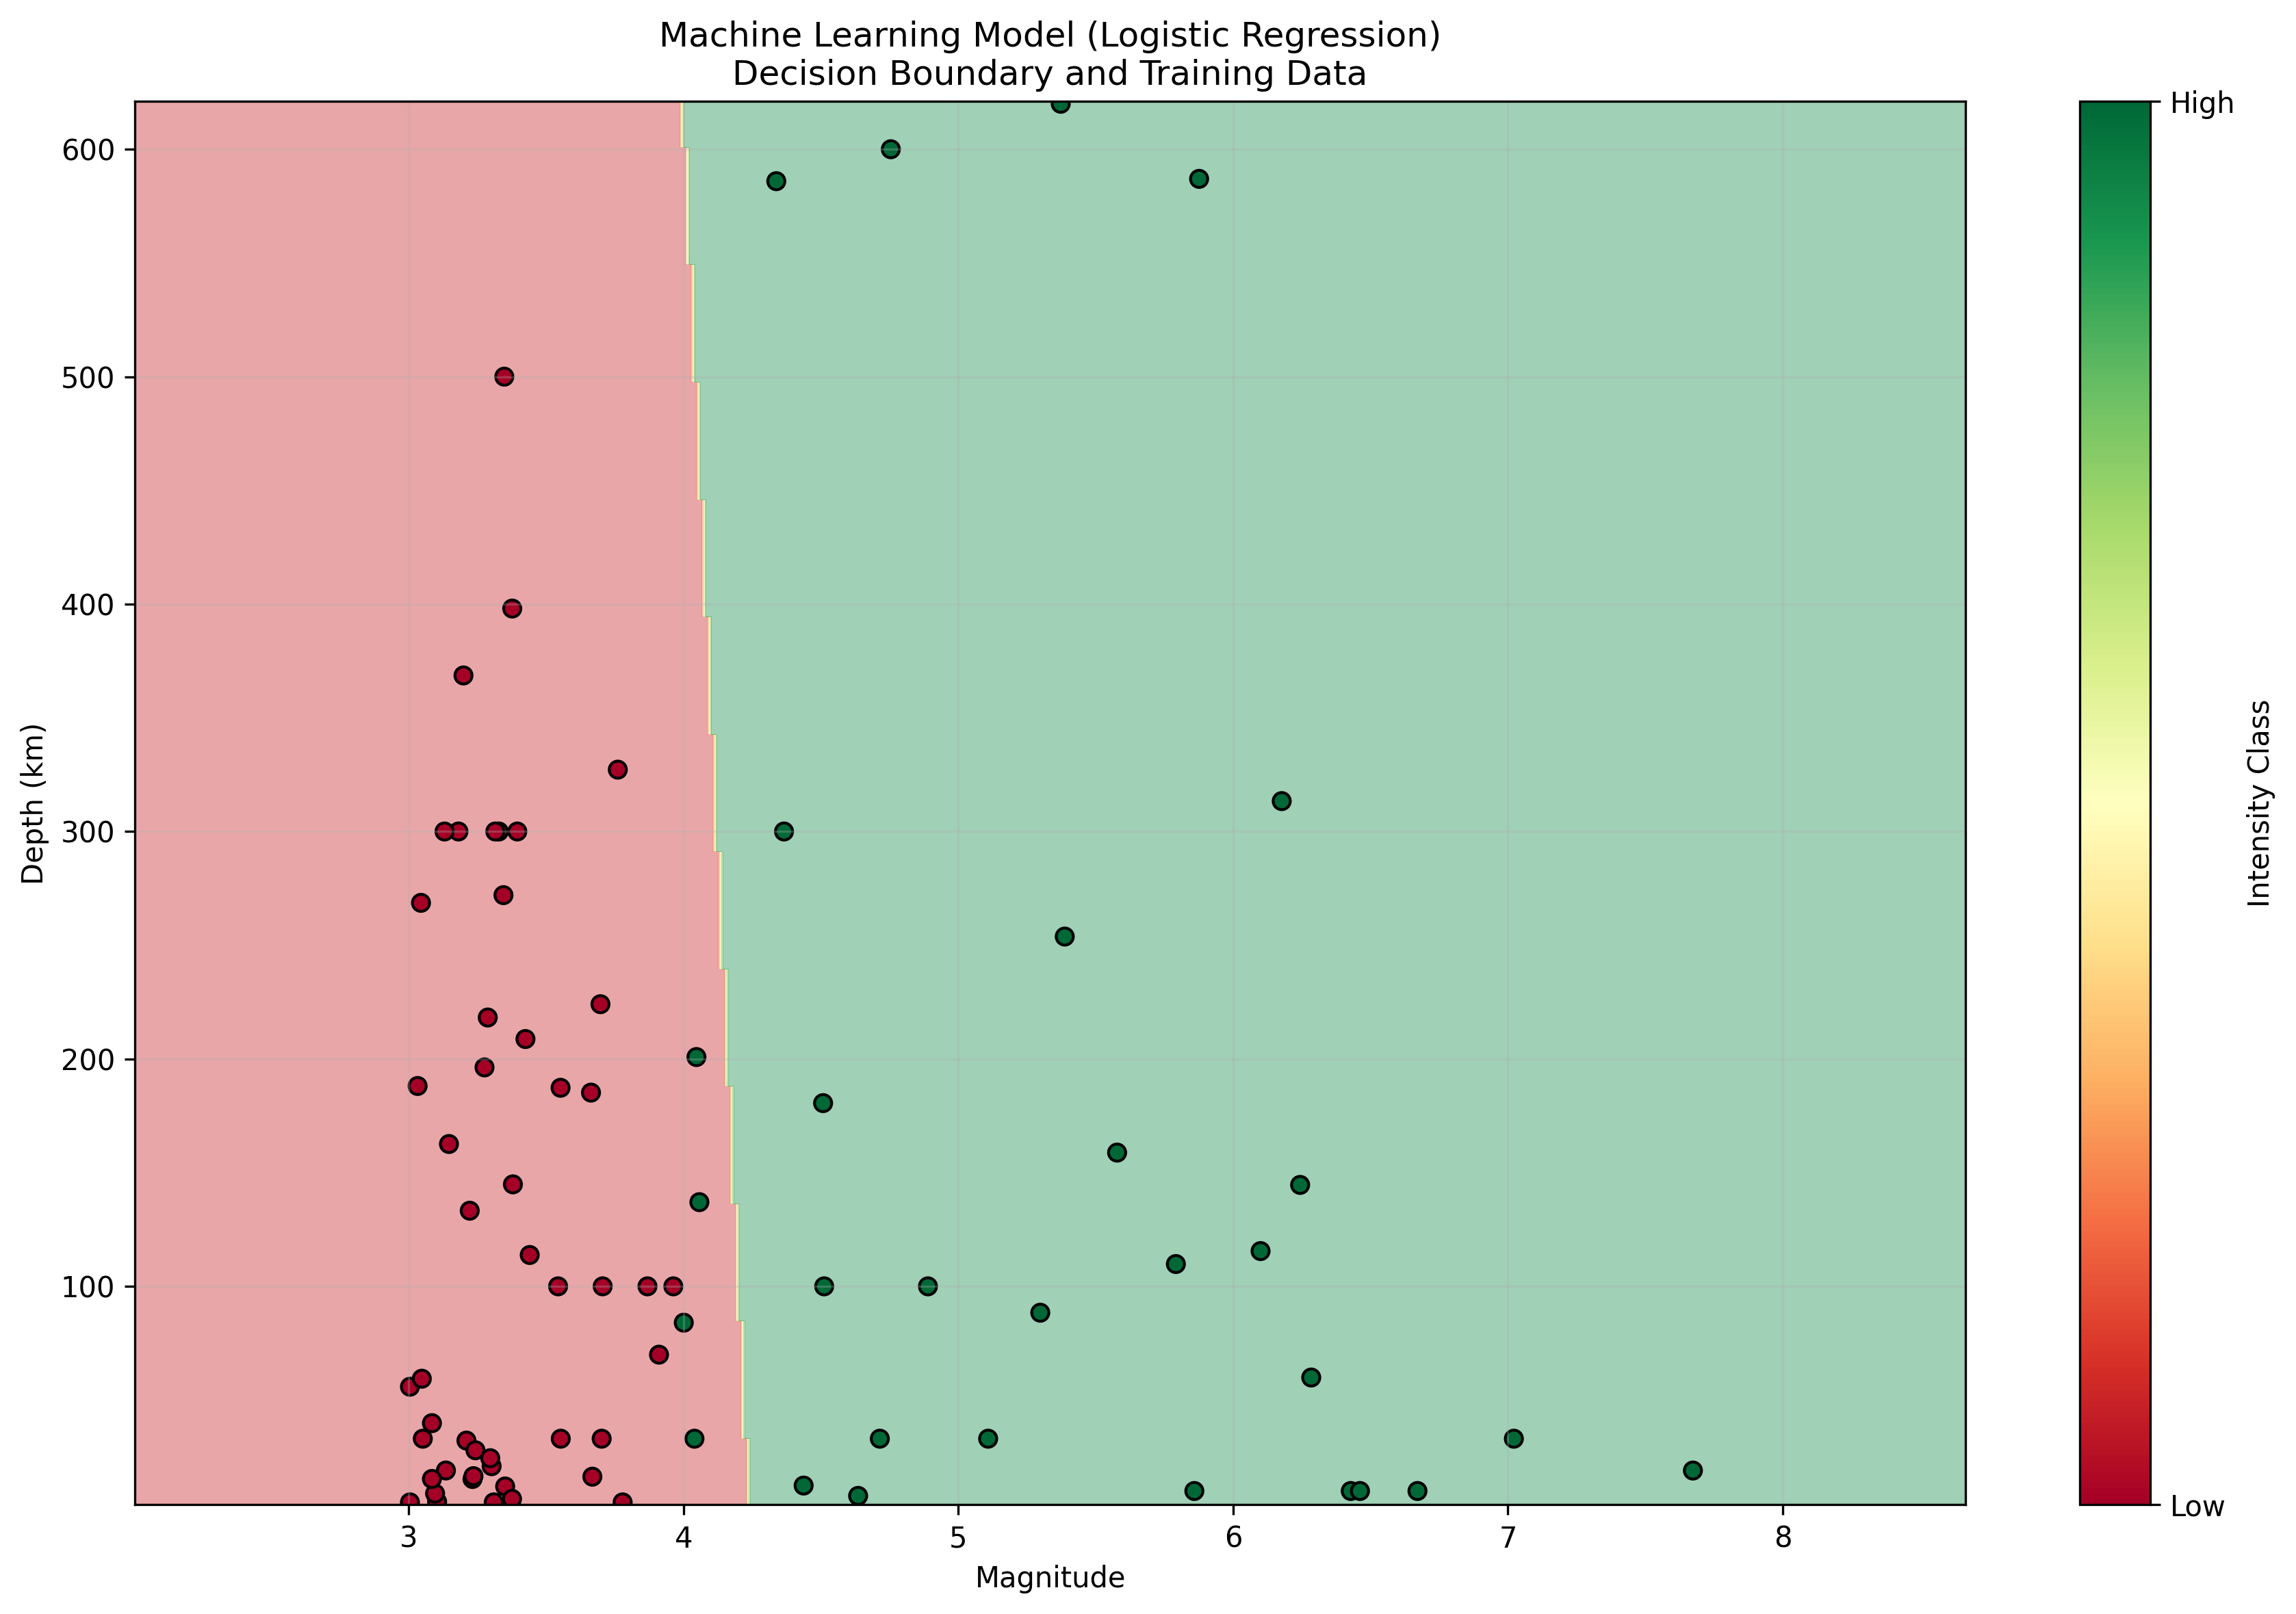 Machine Learning Model (Logistic Regression)
Decision Boundary and Training Data
High
600
500
400
300
200
100
Depth (km)
Intensity Class
Low
3
4
5
6
7
8
Magnitude